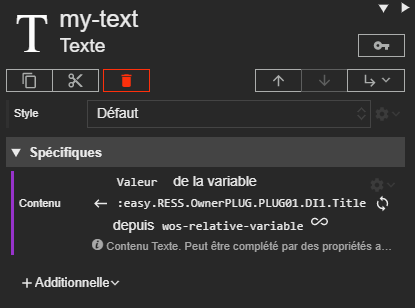 T my-text
Texte
Style Défaut
Spécifiques
Valeur de la variable
Contenu :easy.RESS.OwnerPLUG.PLUG01.DI1.Title
depuis wos-relative-variable
Contenu Texte. Peut être complété par des propriétés a...
+Additionnelle